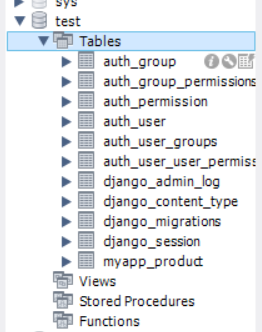 sys
test
Tables
auth_group
auth_group_permissions
auth_permission
auth_user
auth_user_groups
auth_user_user_permiss
django_admin_log
django_content_type
django_migrations
django_session
myapp_product
Views
Stored Procedures
Functions